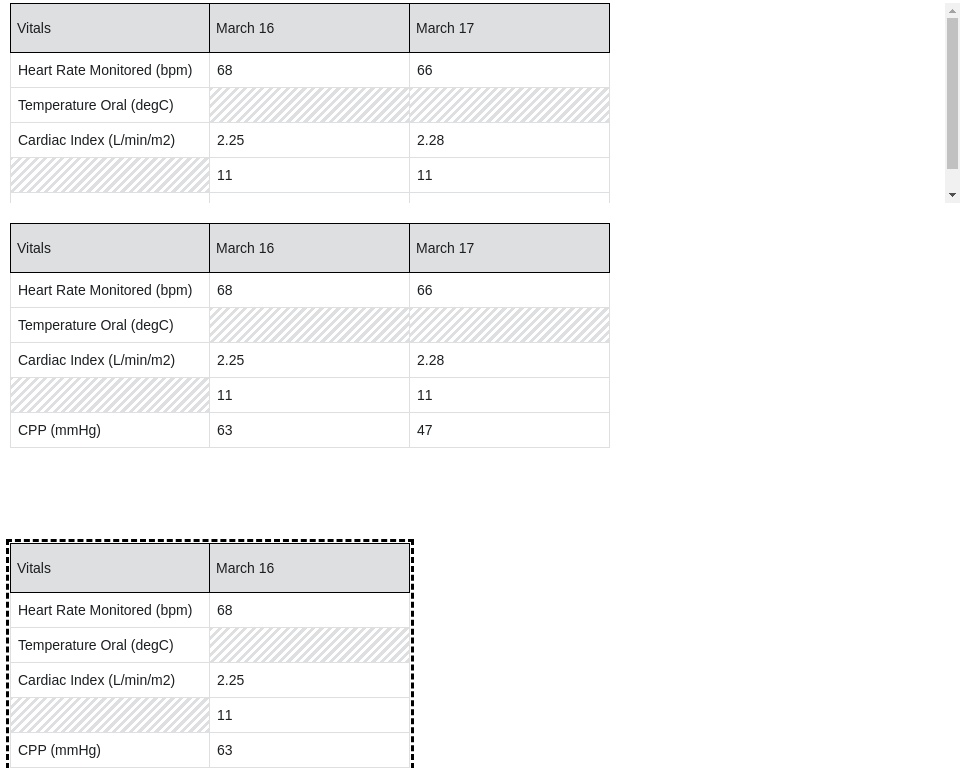 Vitals March 16 March 17
Heart Rate Monitored (bpm) 68 66
Temperature Oral (degC)
Cardiac Index (L/min/m2) 2.25 2.28
11 11
Vitals March 16 March 17
Heart Rate Monitored (bpm) 68 66
Temperature Oral (degC)
Cardiac Index (L/min/m2) 2.25 2.28
11 11
CPP (mmHg) 63 47
Vitals March 16
Heart Rate Monitored (bpm) 68
Temperature Oral (degC)
Cardiac Index (L/min/m2) 2.25
11
CPP (mmHg) 63